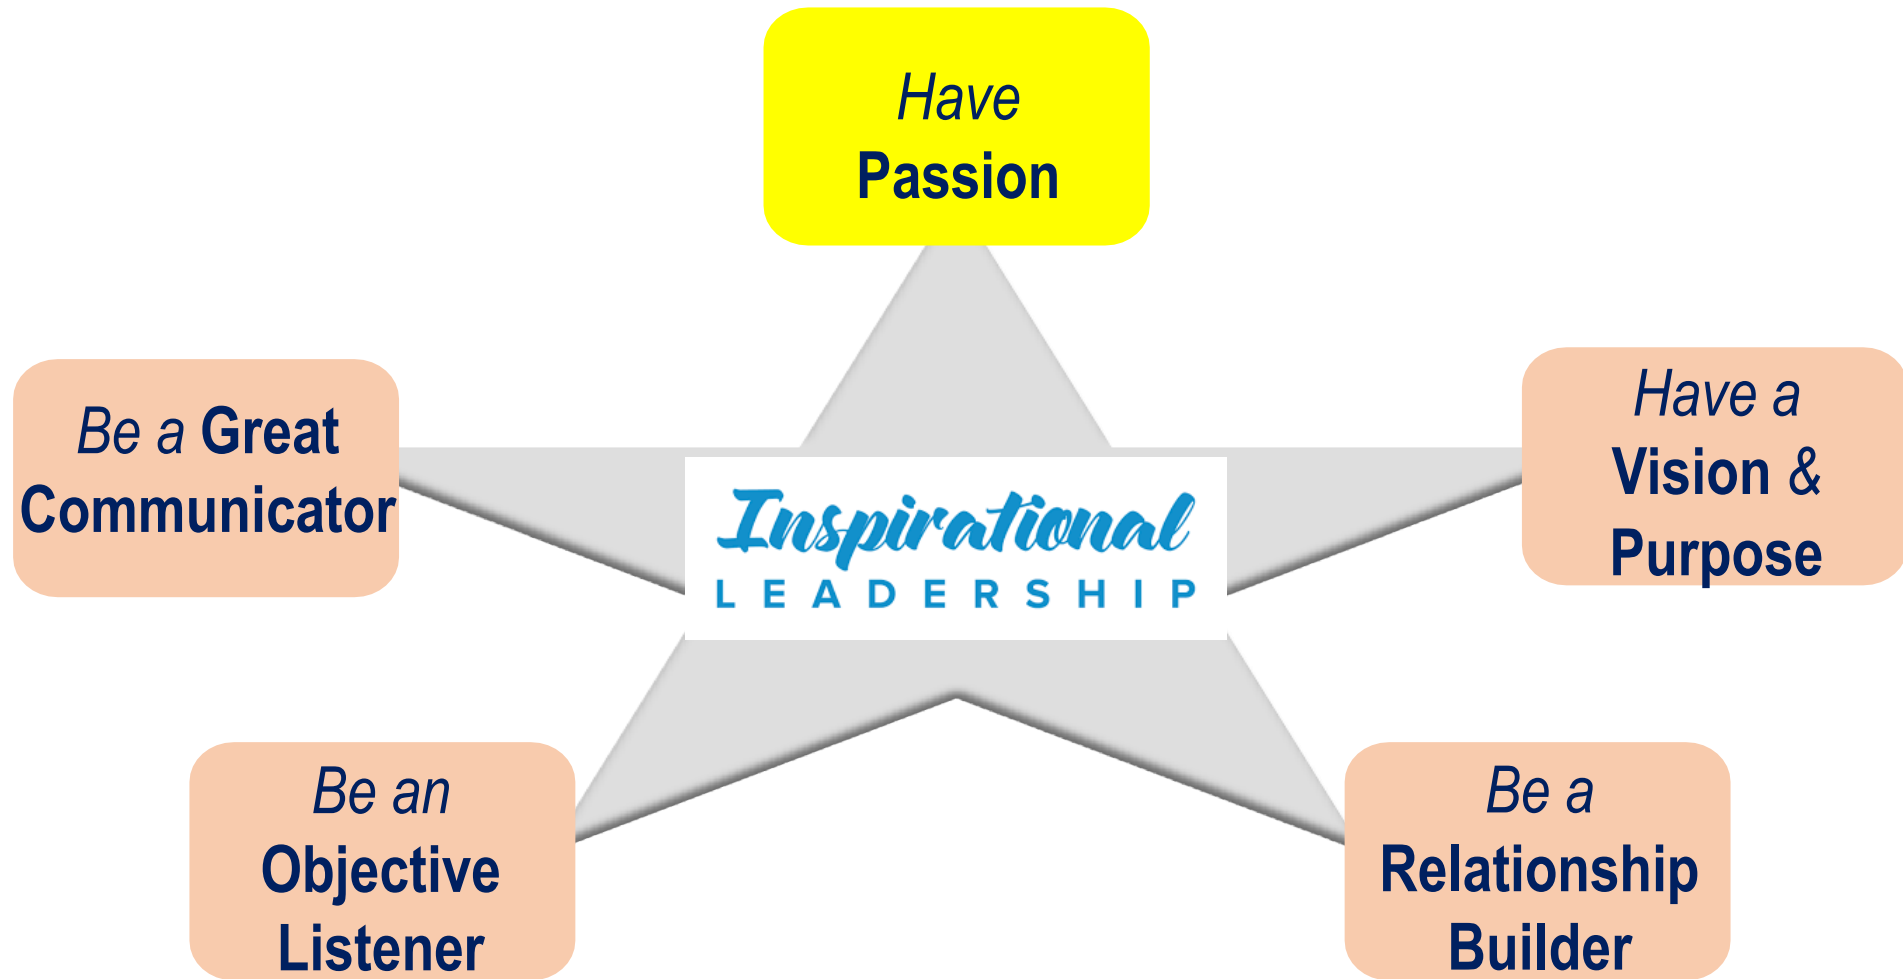 Have
Passion
Be a Great
Communicator
Have a
Vision &
Purpose
Inspirational
LEADERSHIP
Be an
Objective
Listener
Be a
Relationship
Builder